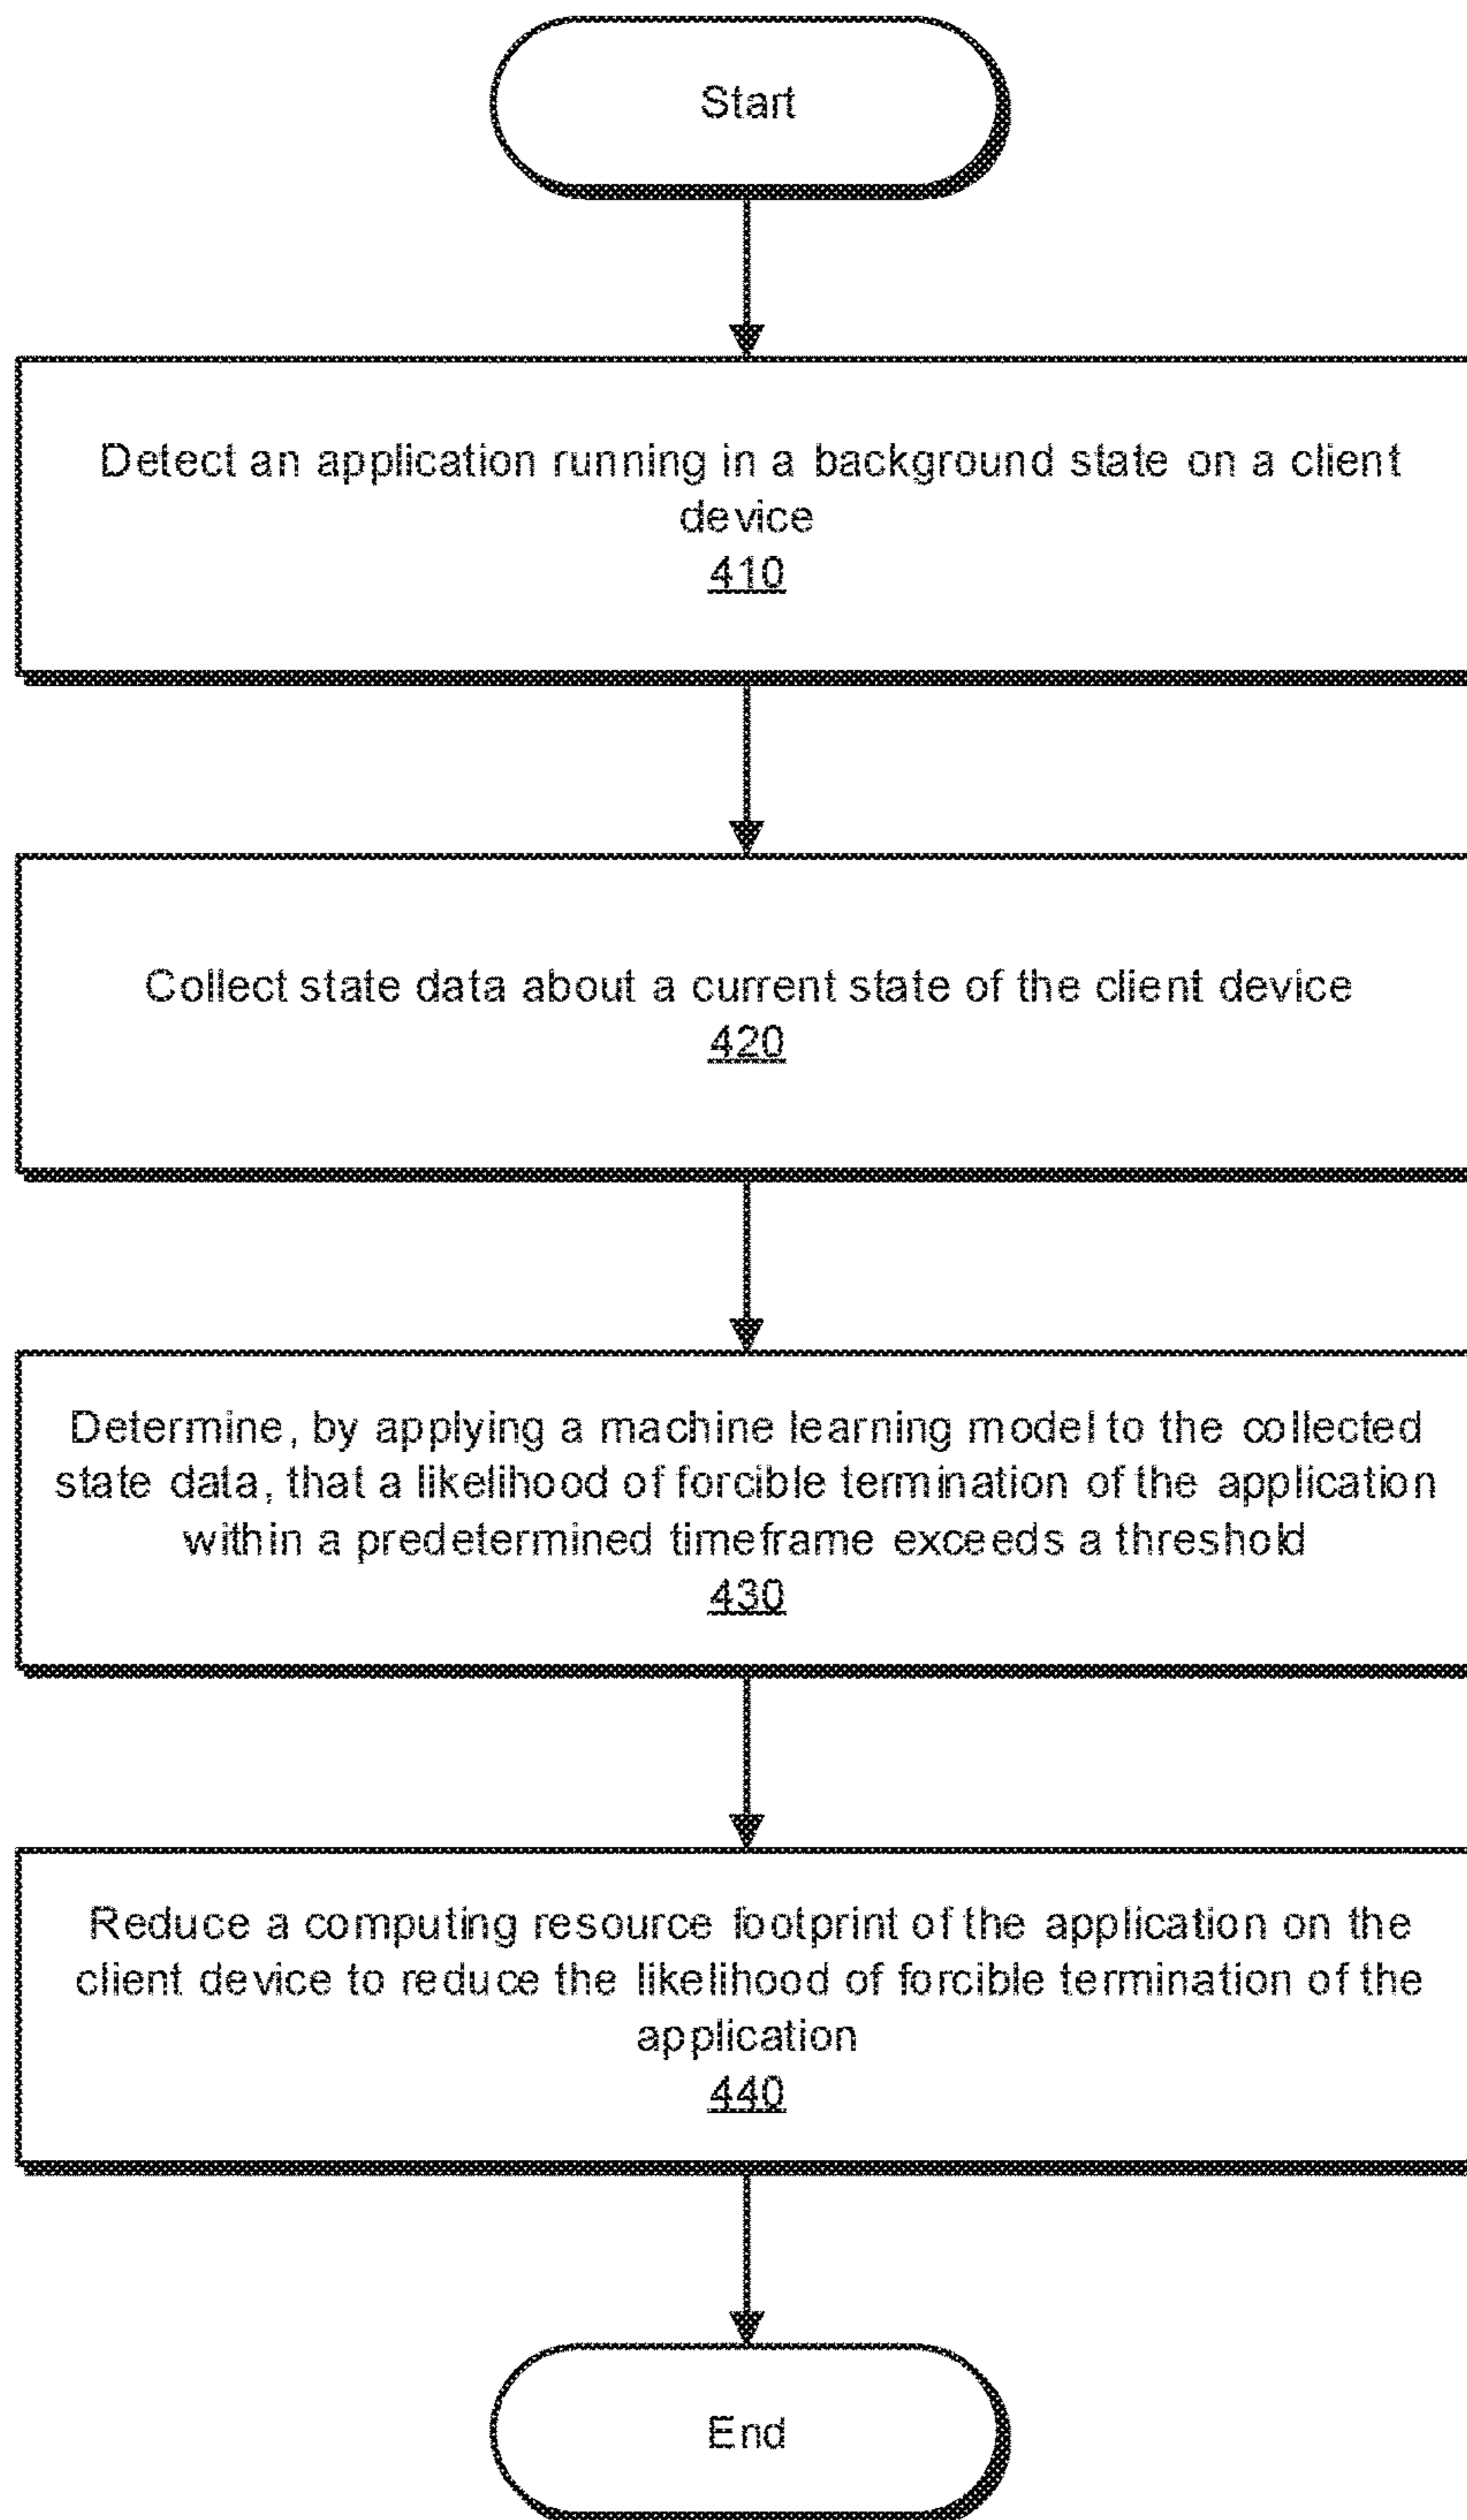 Start
Detect an application running in a background state on a client
device
410
Collect state data about a current state of the client device
420
Determine, by applying a machine learning model to the collected
state data, that a likelihood of forcible termination of the application
within a predetermined timeframe exceeds a threshold
430
Reduce a computing resource footprint of the application on the
client device to reduce the likelihood of forcible termination of the
application
440
End